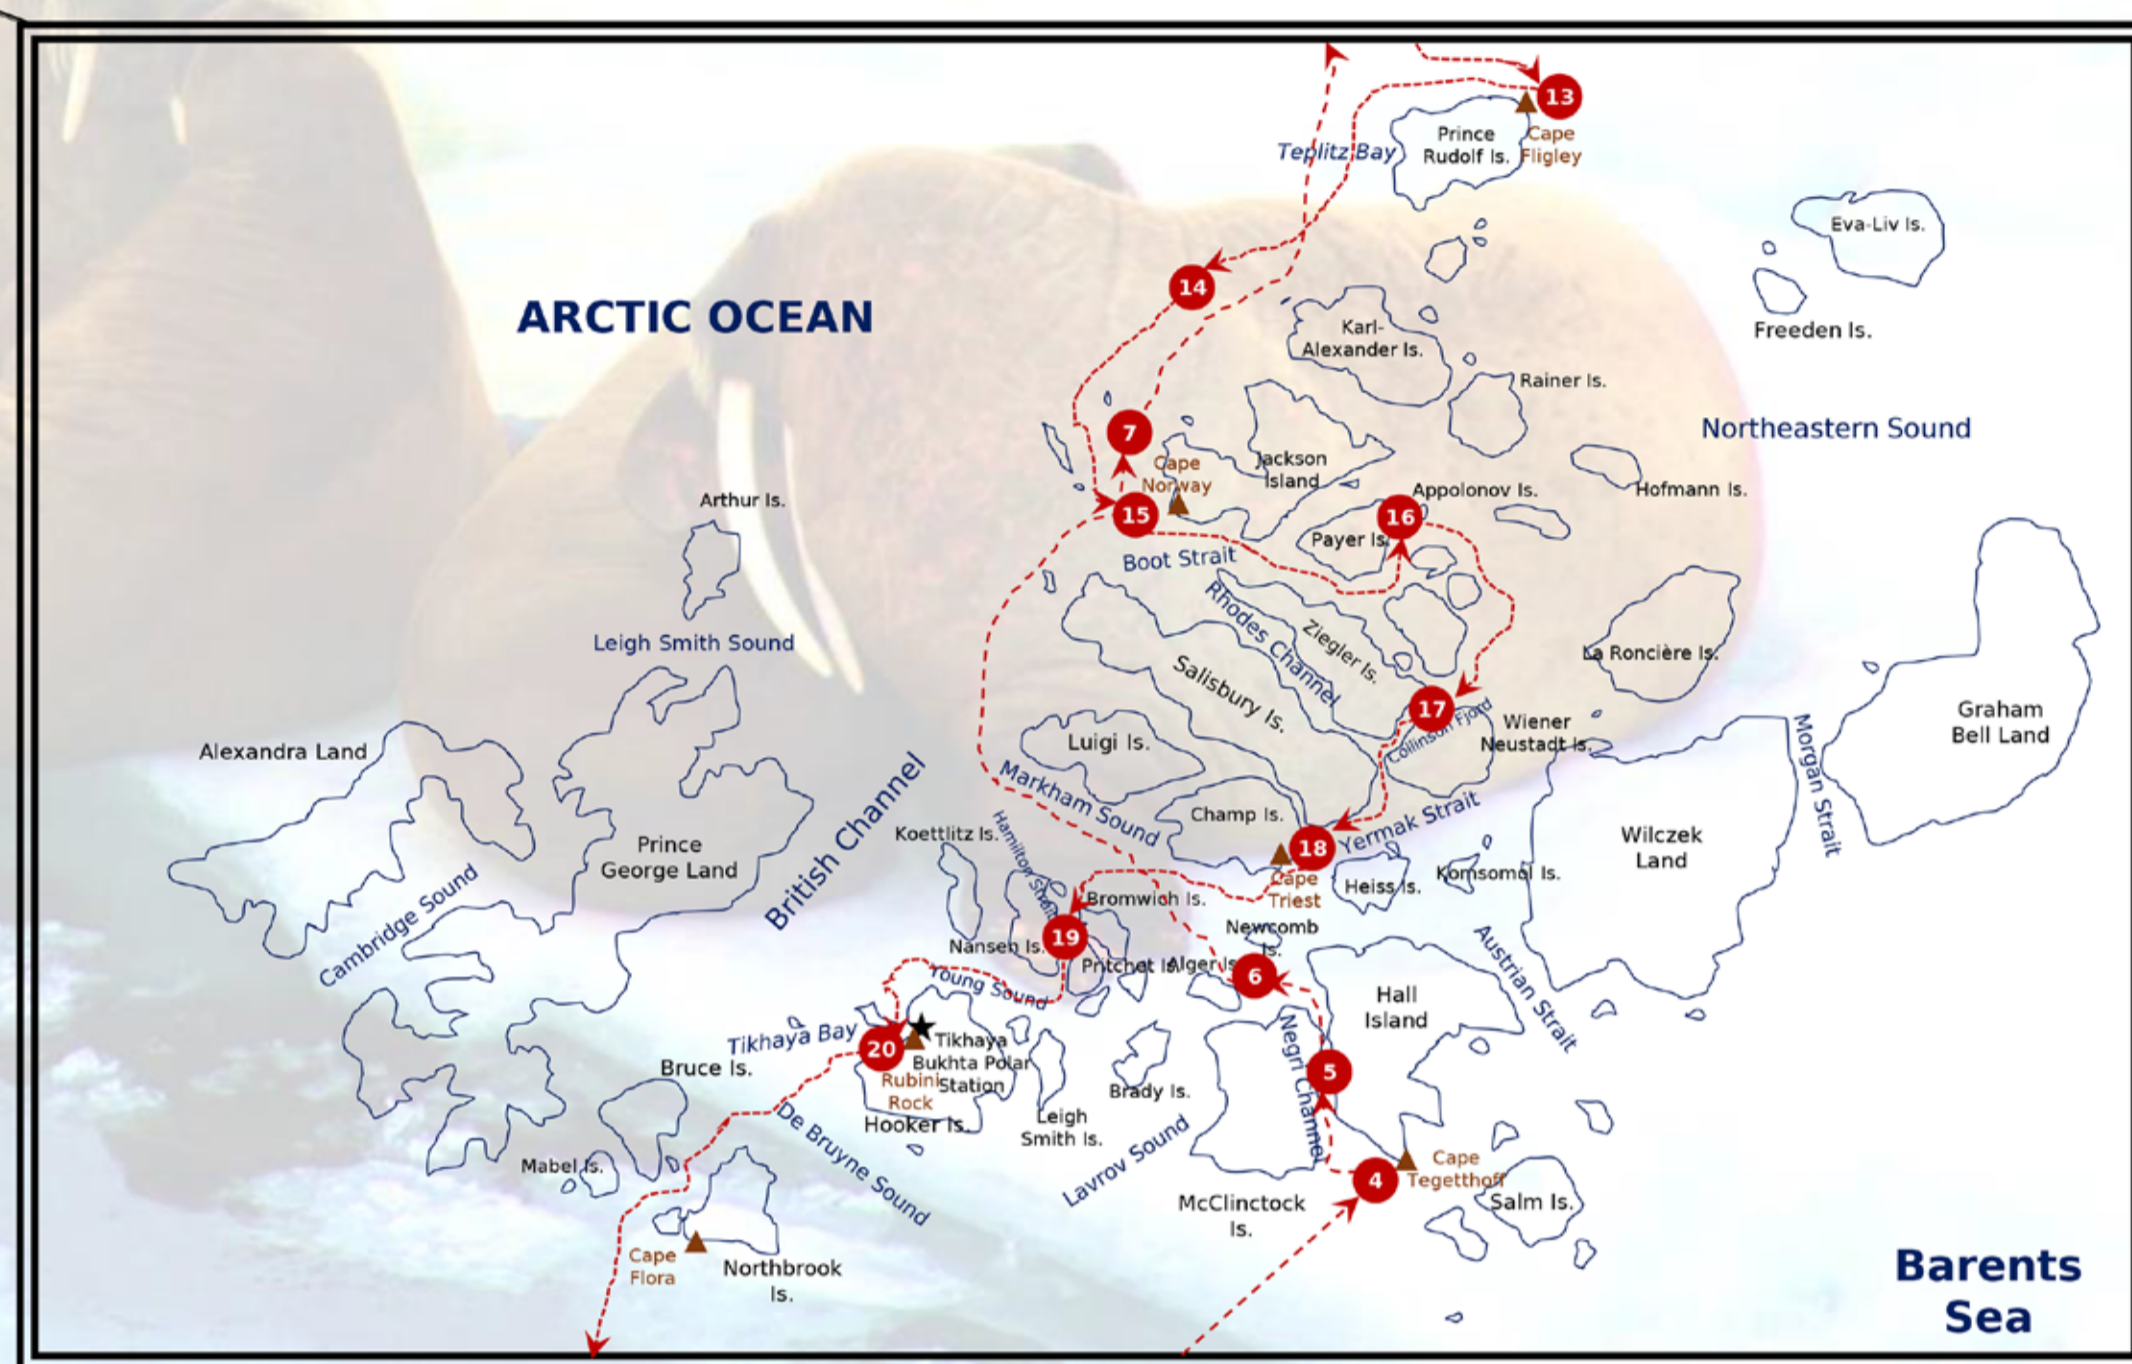 13
Prince
Rudolf Is.
Cape
Fligley
Teplitz Bay
Eva-Liv Is.
14
ARCTIC OCEAN
Karl-
Alexander Is.
Freeden Is.
Rainer Is.
7
Northeastern Sound
Cape
Norway
Jackson
Island
Arthur Is.
Appolonov Is.
Hofmann Is.
15
16
Payer Is.
Boot Strait
Leigh Smith Sound
Rhodes Channel
Ziegler Is.
La Roncière Is.
Salisbury Is.
17
Collinson Fjord
Wiener
Neustadt Is.
Graham
Bell Land
Alexandra Land
Luigi Is.
Morgan Strait
Markham Sound
British Channel
Champ Is.
Yermak Strait
Koettlitz Is.
Hamilton Strait
Prince
George Land
18
Wilczek
Land
Cape
Triest
Heiss Is.
Komsomol Is.
Cambridge Sound
Bromwich Is.
19
Newcomb
Is.
Nansen Is.
Pritchet Is.
Alger Is.
6
Austrian Strait
Young Sound
Hall
Island
Negri Channel
Tikhaya Bay
20
Tikhaya
Bukhta Polar
Station
Rubini
Rock
Hooker Is.
Bruce Is.
5
Brady Is.
Leigh
Smith Is.
De Bruyne Sound
Lavrov Sound
Mabel Is.
4
Cape
Tegetthoff
Salm Is.
McClinctock
Is.
Cape
Flora
Northbrook
Is.
Barents
Sea